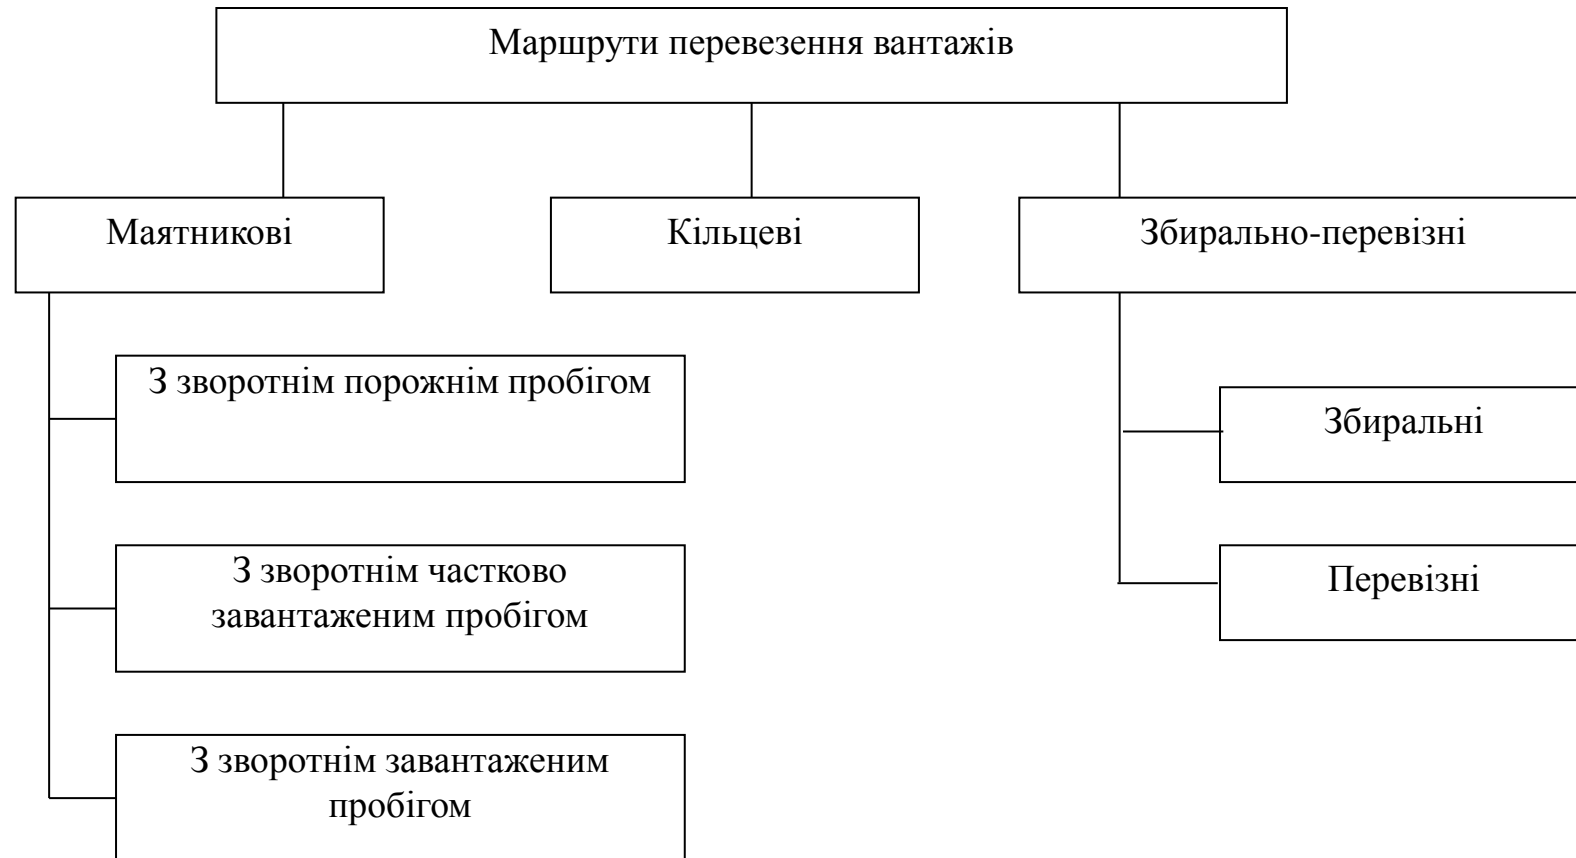 Маршрути перевезення вантажів
Маятникові
Кільцеві
Збирально-перевізні
З зворотнім порожнім пробігом
З зворотнім частково
завантаженим пробігом
З зворотнім завантаженим
пробігом
Збиральні
Перевізні